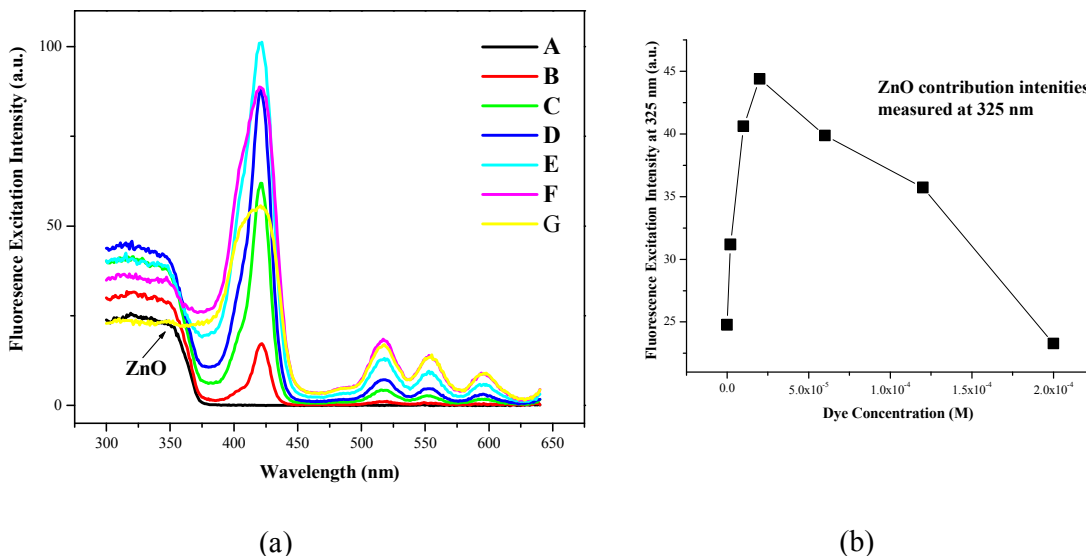 Fluorescence Excitation Intensity (a.u.)
100
50
0
A
B
C
D
E
F
G
ZnO
300 350 400 450 500 550 600 650
Wavelength (nm)
(a)
Fluorescence Excitation Intensity at 325 nm (a.u.)
45
40
35
30
25
ZnO contribution intenities
measured at 325 nm
0.0 5.0x10⁻⁵ 1.0x10⁻⁴ 1.5x10⁻⁴ 2.0x10⁻⁴
Dye Concentration (M)
(b)